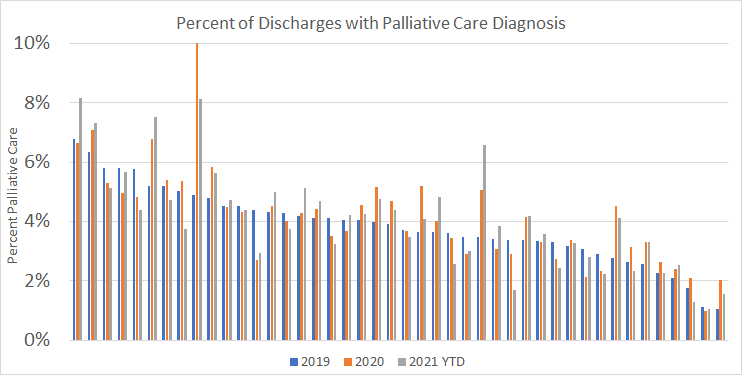 Percent of Discharges with Palliative Care Diagnosis
10%
8%
6%
4%
2%
0%
Percent Palliative Care
2019 2020 2021 YTD